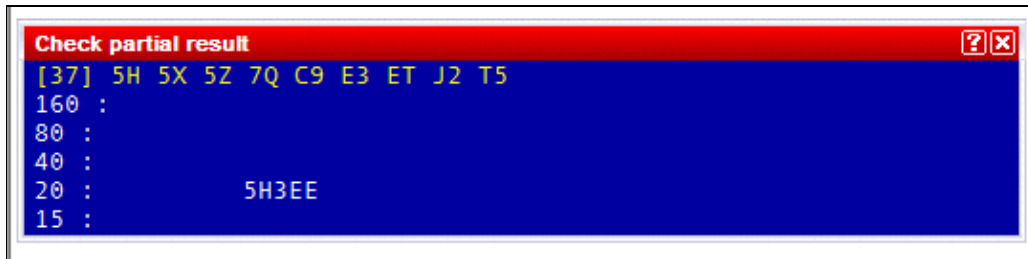 Check partial result
[37] 5H 5X 5Z 7Q C9 E3 ET J2 T5
160 :
80 :
40 :
20 : 5H3EE
15 :